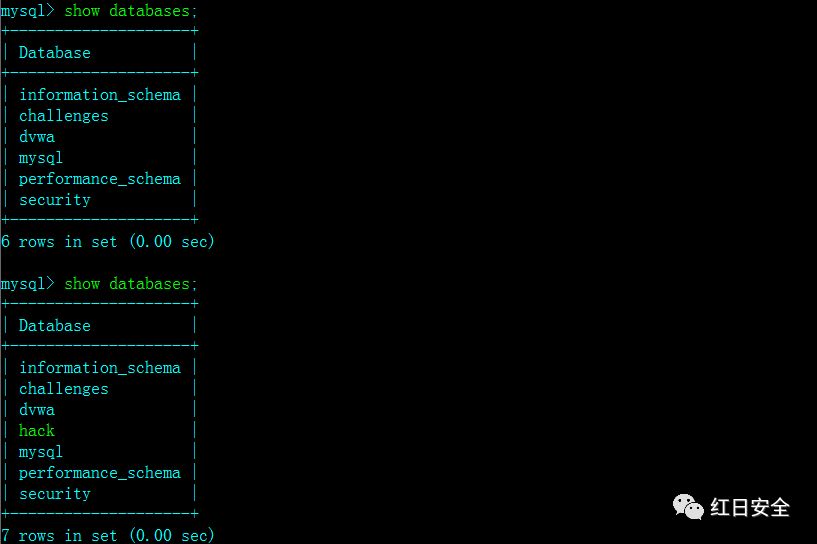 mysql> show databases;
+--------------------+
| Database           |
+--------------------+
| information_schema |
| challenges         |
| dvwa               |
| mysql              |
| performance_schema |
| security           |
+--------------------+
6 rows in set (0.00 sec)
mysql> show databases;
+--------------------+
| Database           |
+--------------------+
| information_schema |
| challenges         |
| dvwa               |
| hack               |
| mysql              |
| performance_schema |
| security           |
+--------------------+
7 rows in set (0.00 sec)
红日安全